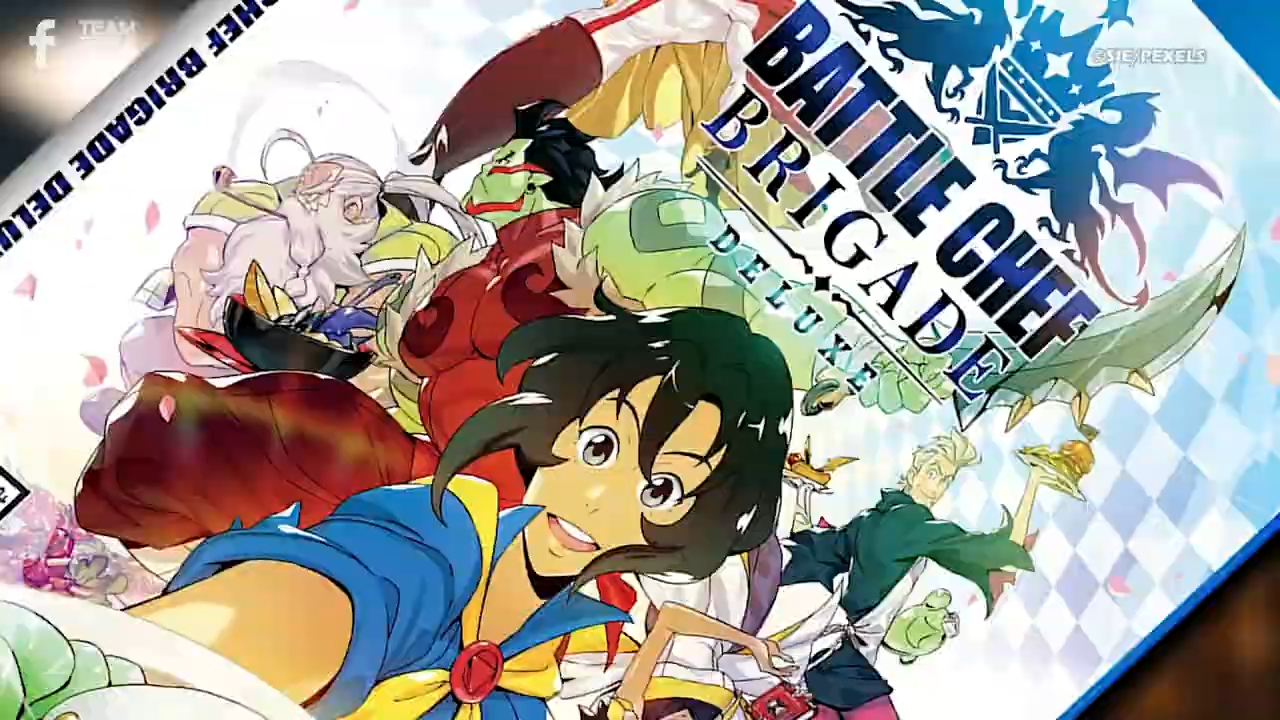 f
TEAM
©SIE/PEXELS
CHEF BRIGADE DELU
BATTLE CHEF
BRIGADE
DELUXE